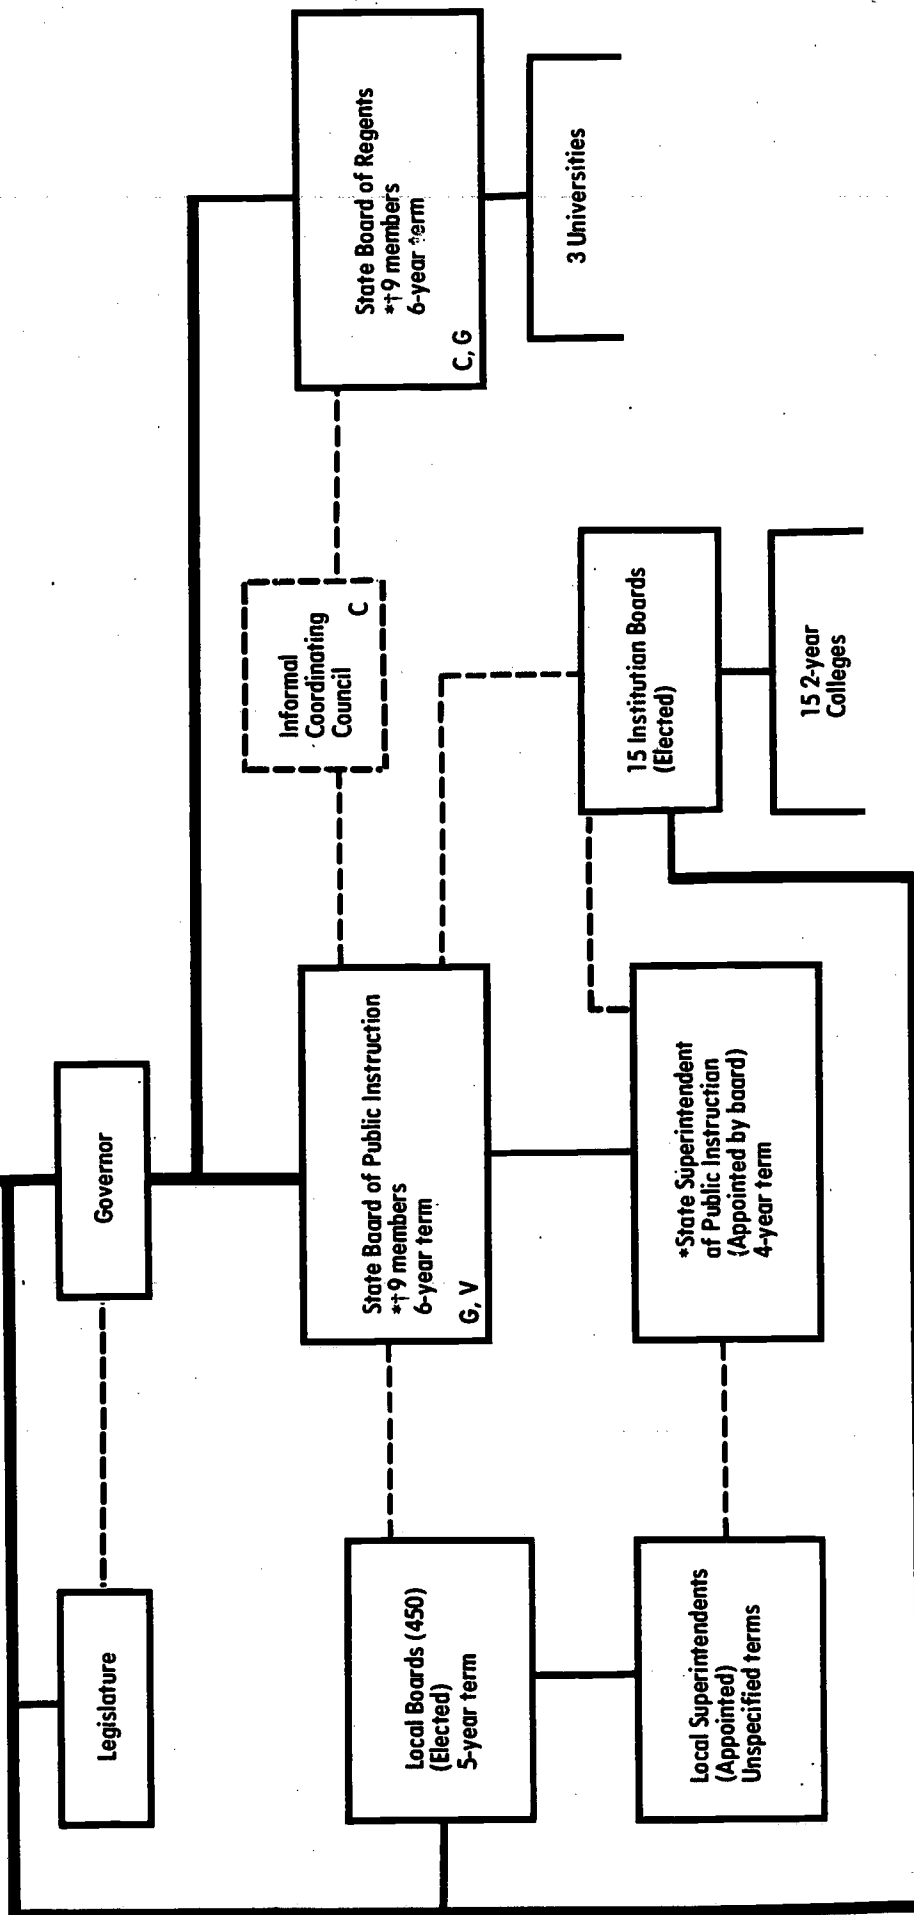 Legislature
Governor
State Board of Regents
*†9 members
6-year term
C, G
3 Universities
Informal
Coordinating
Council
C
State Board of Public Instruction
*†9 members
6-year term
G, V
15 Institution Boards
(Elected)
15 2-year
Colleges
Local Boards (450)
(Elected)
5-year term
*State Superintendent
of Public Instruction
(Appointed by board)
4-year term
Local Superintendents
(Appointed)
Unspecified terms